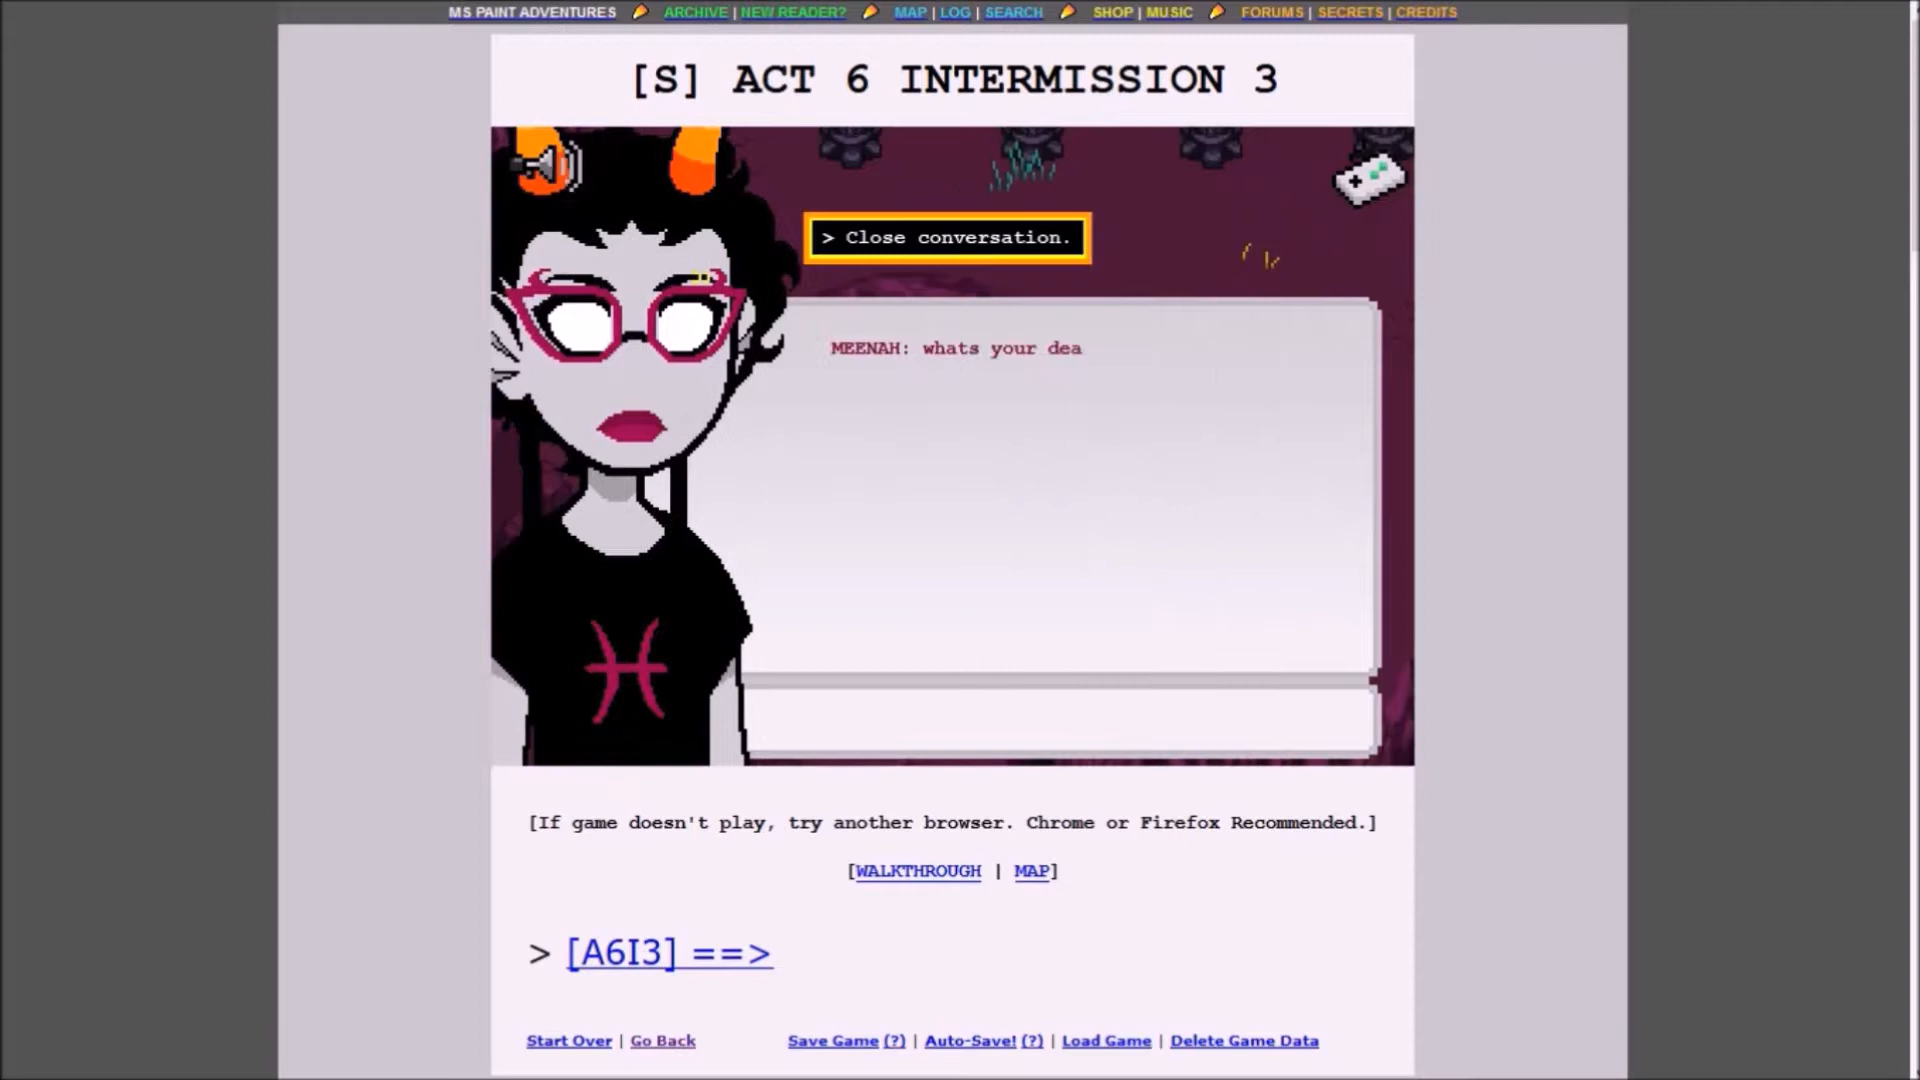 MS PAINT ADVENTURES ARCHIVE | NEW READER? MAP | LOG | SEARCH SHOP | MUSIC FORUMS | SECRETS | CREDITS
[S] ACT 6 INTERMISSION 3
> Close conversation.
MEENAH: whats your dea
[If game doesn't play, try another browser. Chrome or Firefox Recommended.]
[WALKTHROUGH | MAP]
> [A6I3] ==>
Start Over | Go Back Save Game (?) | Auto-Save! (?) | Load Game | Delete Game Data